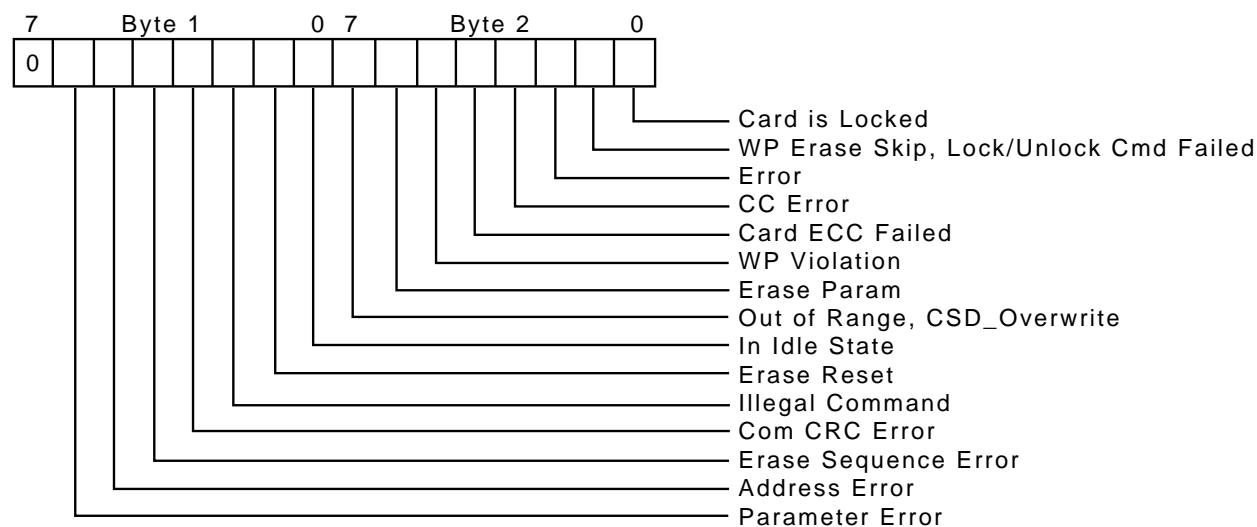 7 Byte 1 0 7 Byte 2 0
0
Card is Locked
WP Erase Skip, Lock/Unlock Cmd Failed
Error
CC Error
Card ECC Failed
WP Violation
Erase Param
Out of Range, CSD_Overwrite
In Idle State
Erase Reset
Illegal Command
Com CRC Error
Erase Sequence Error
Address Error
Parameter Error